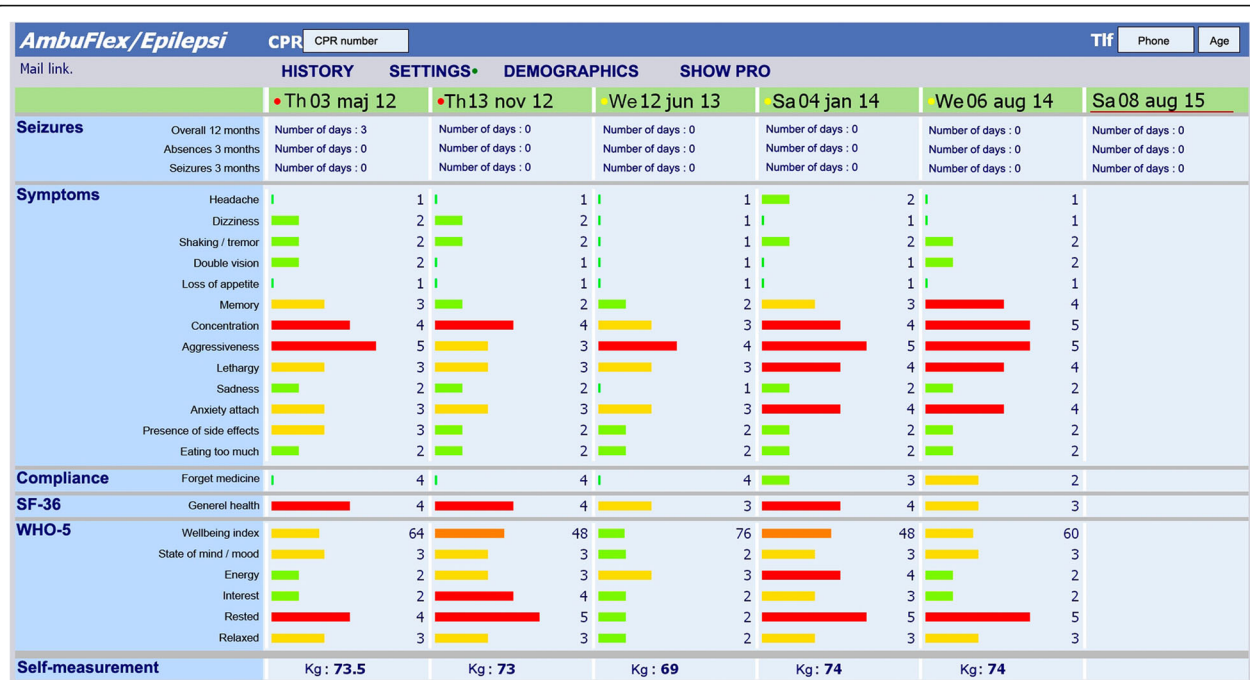 AmbuFlex/Epilepsi CPR CPR number Tlf Phone Age
Mail link. HISTORY SETTINGS DEMOGRAPHICS SHOW PRO
Th 03 maj 12 Th 13 nov 12 We 12 jun 13 Sa 04 jan 14 We 06 aug 14 Sa 08 aug 15
Seizures Overall 12 months Number of days : 3 Number of days : 0 Number of days : 0 Number of days : 0 Number of days : 0 Number of days : 0
Absences 3 months Number of days : 0 Number of days : 0 Number of days : 0 Number of days : 0 Number of days : 0 Number of days : 0
Seizures 3 months Number of days : 0 Number of days : 0 Number of days : 0 Number of days : 0 Number of days : 0 Number of days : 0
Symptoms Headache 1 1 1 2 1
Dizziness 2 2 1 1 1
Shaking / tremor 2 2 1 2 2
Double vision 2 1 1 1 2
Loss of appetite 1 1 1 1 1
Memory 3 2 2 3 4
Concentration 4 4 3 4 5
Aggressiveness 5 3 4 5 5
Lethargy 3 3 3 4 4
Sadness 2 2 1 2 2
Anxiety attach 3 3 3 4 4
Presence of side effects 3 2 2 2 2
Eating too much 2 2 2 2 2
Compliance Forget medicine 4 4 4 3 2
SF-36 Generel health 4 4 3 4 3
WHO-5 Wellbeing index 64 48 76 48 60
State of mind / mood 3 3 2 3 3
Energy 2 3 3 4 2
Interest 2 4 2 3 2
Rested 4 5 2 5 5
Relaxed 3 3 2 3 3
Self-measurement Kg : 73.5 Kg : 73 Kg : 69 Kg : 74 Kg : 74